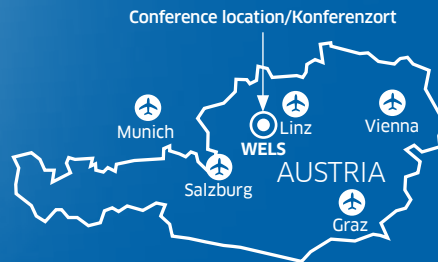 Conference location/Konferenzort
Munich
Linz
Vienna
WELS
AUSTRIA
Salzburg
Graz